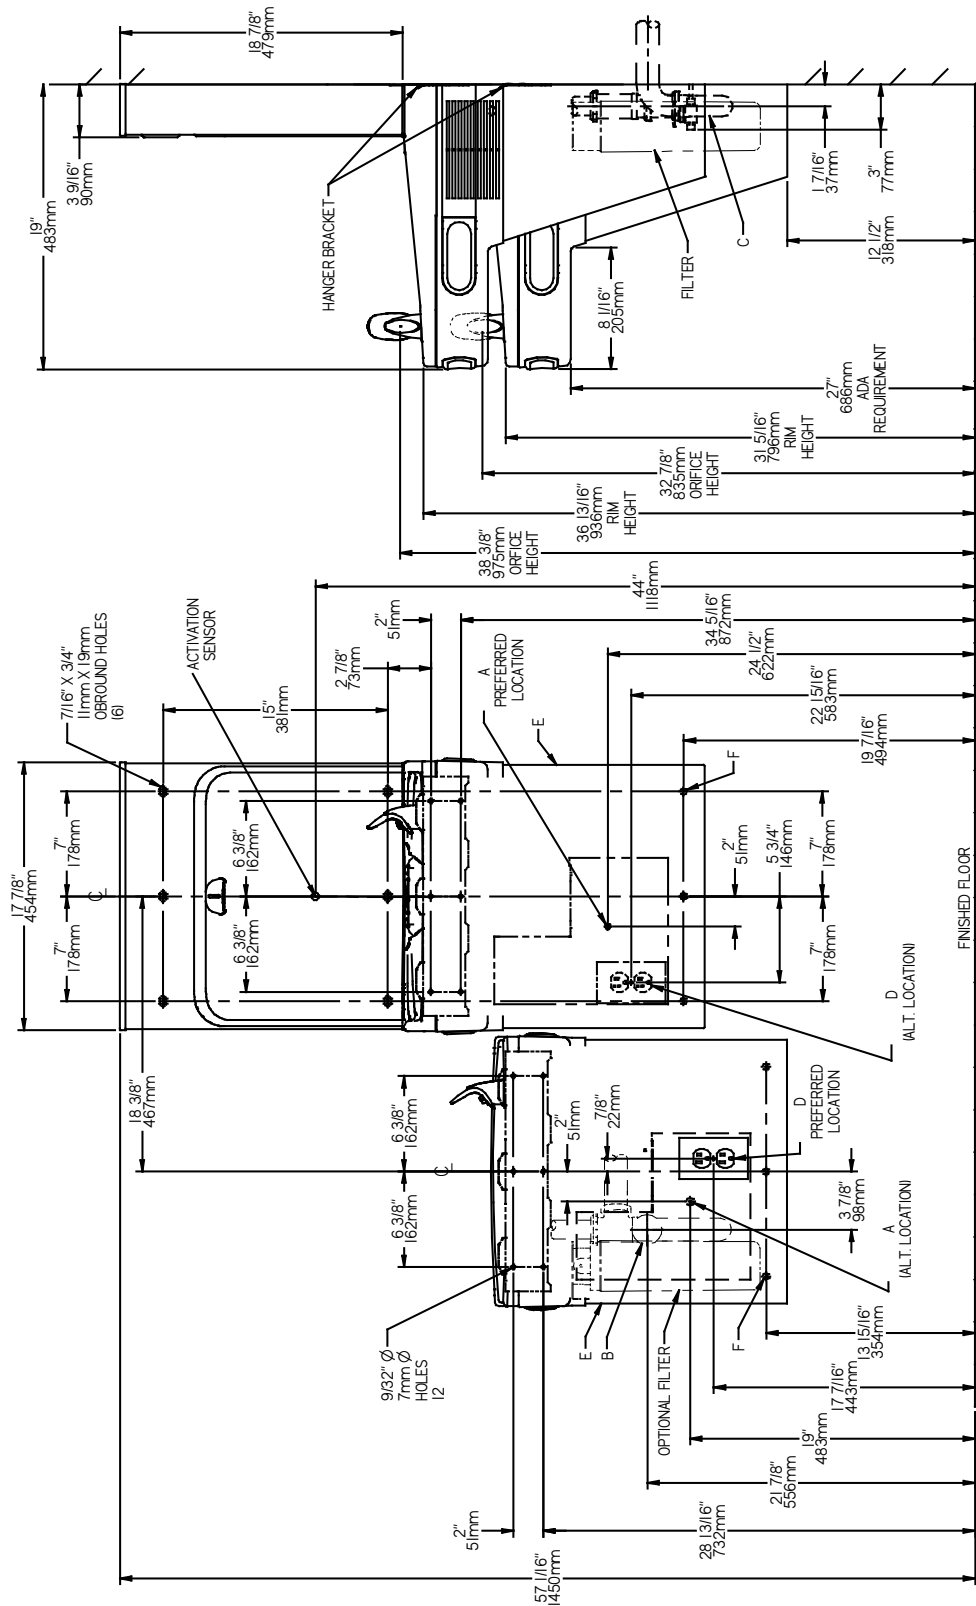 18 7/8"
479mm
3 9/16"
90mm
19"
483mm
HANGER BRACKET
1 7/16"
37mm
3"
77mm
C
FILTER
12 1/2"
318mm
8 1/16"
205mm
27"
686mm
ADA
REQUIREMENT
31 5/16"
796mm
RIM
HEIGHT
32 7/8"
835mm
ORIFICE
HEIGHT
36 13/16"
936mm
RIM
HEIGHT
38 3/8"
975mm
ORFICE
HEIGHT
7/16" X 3/4"
11mm X 19mm
OBROUND HOLES
(6)
ACTIVATION
SENSOR
15"
381mm
2 7/8"
73mm
2"
51mm
44"
1118mm
34 5/16"
872mm
A
PREFERRED
LOCATION
24 1/2"
622mm
22 15/16"
583mm
19 7/16"
494mm
E
F
17 7/8"
454mm
7"
178mm
7"
178mm
6 3/8"
162mm
6 3/8"
162mm
2"
51mm
5 3/4"
146mm
7"
178mm
7"
178mm
FINISHED FLOOR
D
(ALT. LOCATION)
18 3/8"
467mm
6 3/8"
162mm
6 3/8"
162mm
2"
51mm
7/8"
22mm
D
PREFERRED
LOCATION
3 7/8"
98mm
A
(ALT. LOCATION)
9/32" Ø
7mm Ø
HOLES
12
E
B
OPTIONAL FILTER
F
13 15/16"
354mm
17 7/16"
443mm
19"
483mm
21 7/8"
556mm
2"
51mm
28 13/16"
732mm
57 1/16"
1450mm